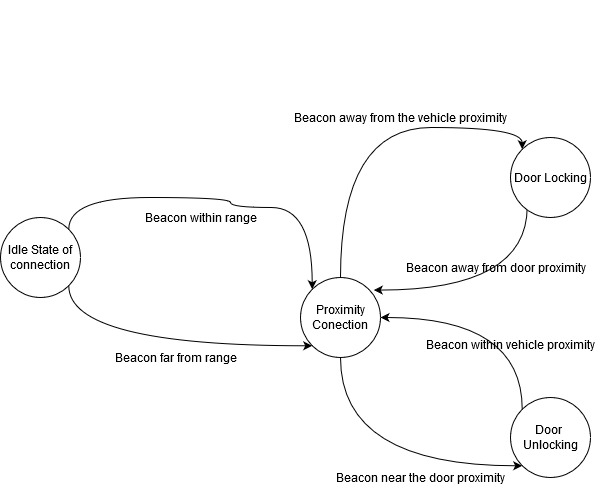 Beacon away from the vehicle proximity
Door Locking
Beacon within range
Idle State of
connection
Beacon away from door proximity
Proximity
Conection
Beacon within vehicle proximity
Beacon far from range
Door
Unlocking
Beacon near the door proximity